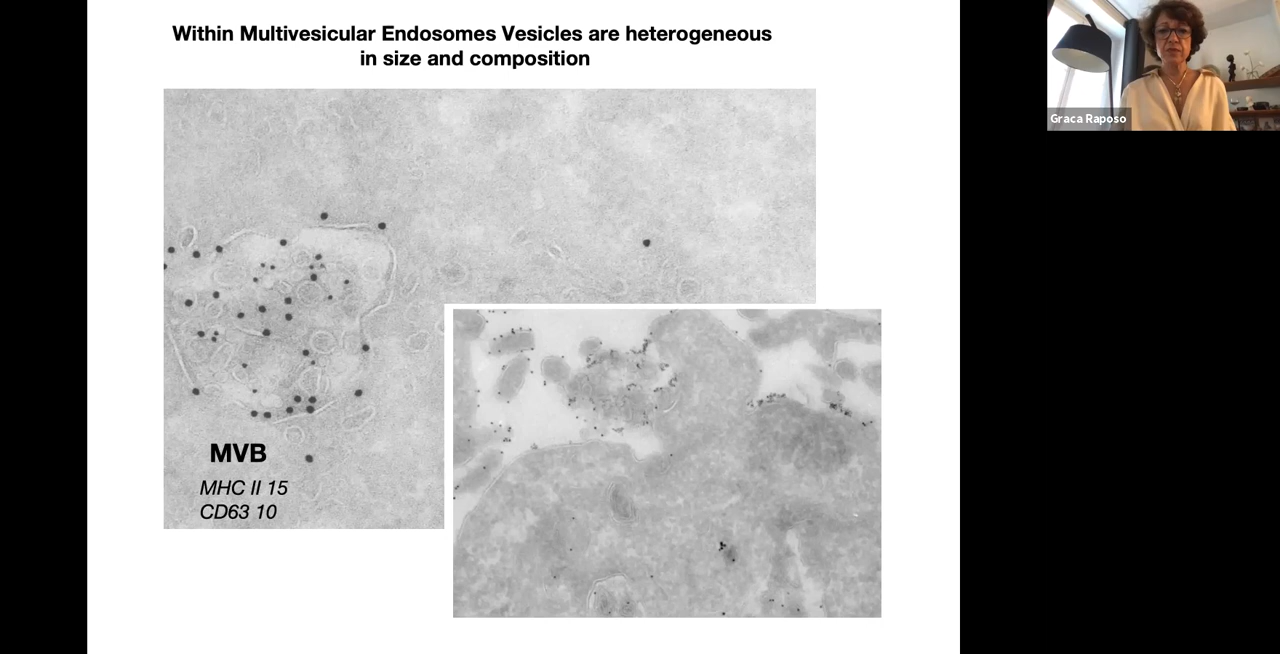 Within Multivesicular Endosomes Vesicles are heterogeneous
in size and composition
Graca Raposo
MVB
MHC II 15
CD63 10